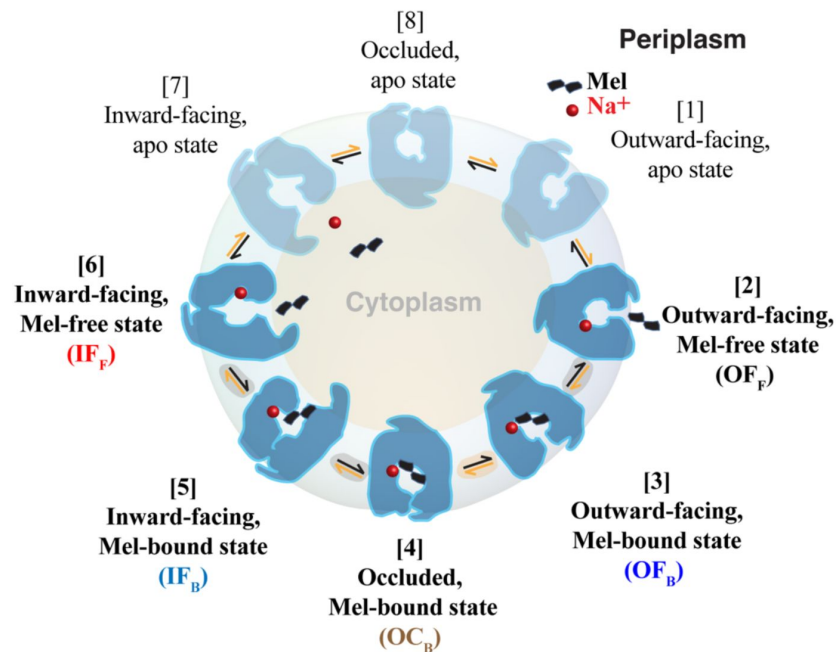 [8]
Occluded,
apo state
Periplasm
Mel
Na+
[7]
Inward-facing,
apo state
[1]
Outward-facing,
apo state
Cytoplasm
[6]
Inward-facing,
Mel-free state
(IFF)
[2]
Outward-facing,
Mel-free state
(OFF)
[5]
Inward-facing,
Mel-bound state
(IFB)
[4]
Occluded,
Mel-bound state
(OCB)
[3]
Outward-facing,
Mel-bound state
(OFB)